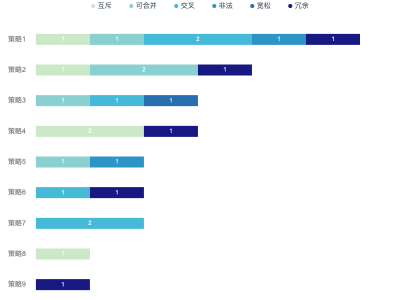 互斥 可合并 交叉 非法 宽松 冗余
策略1 1 1 2 1 1
策略2 1 2 1
策略3 1 1 1
策略4 2 1
策略5 1 1
策略6 1 1
策略7 2
策略8 1
策略9 1